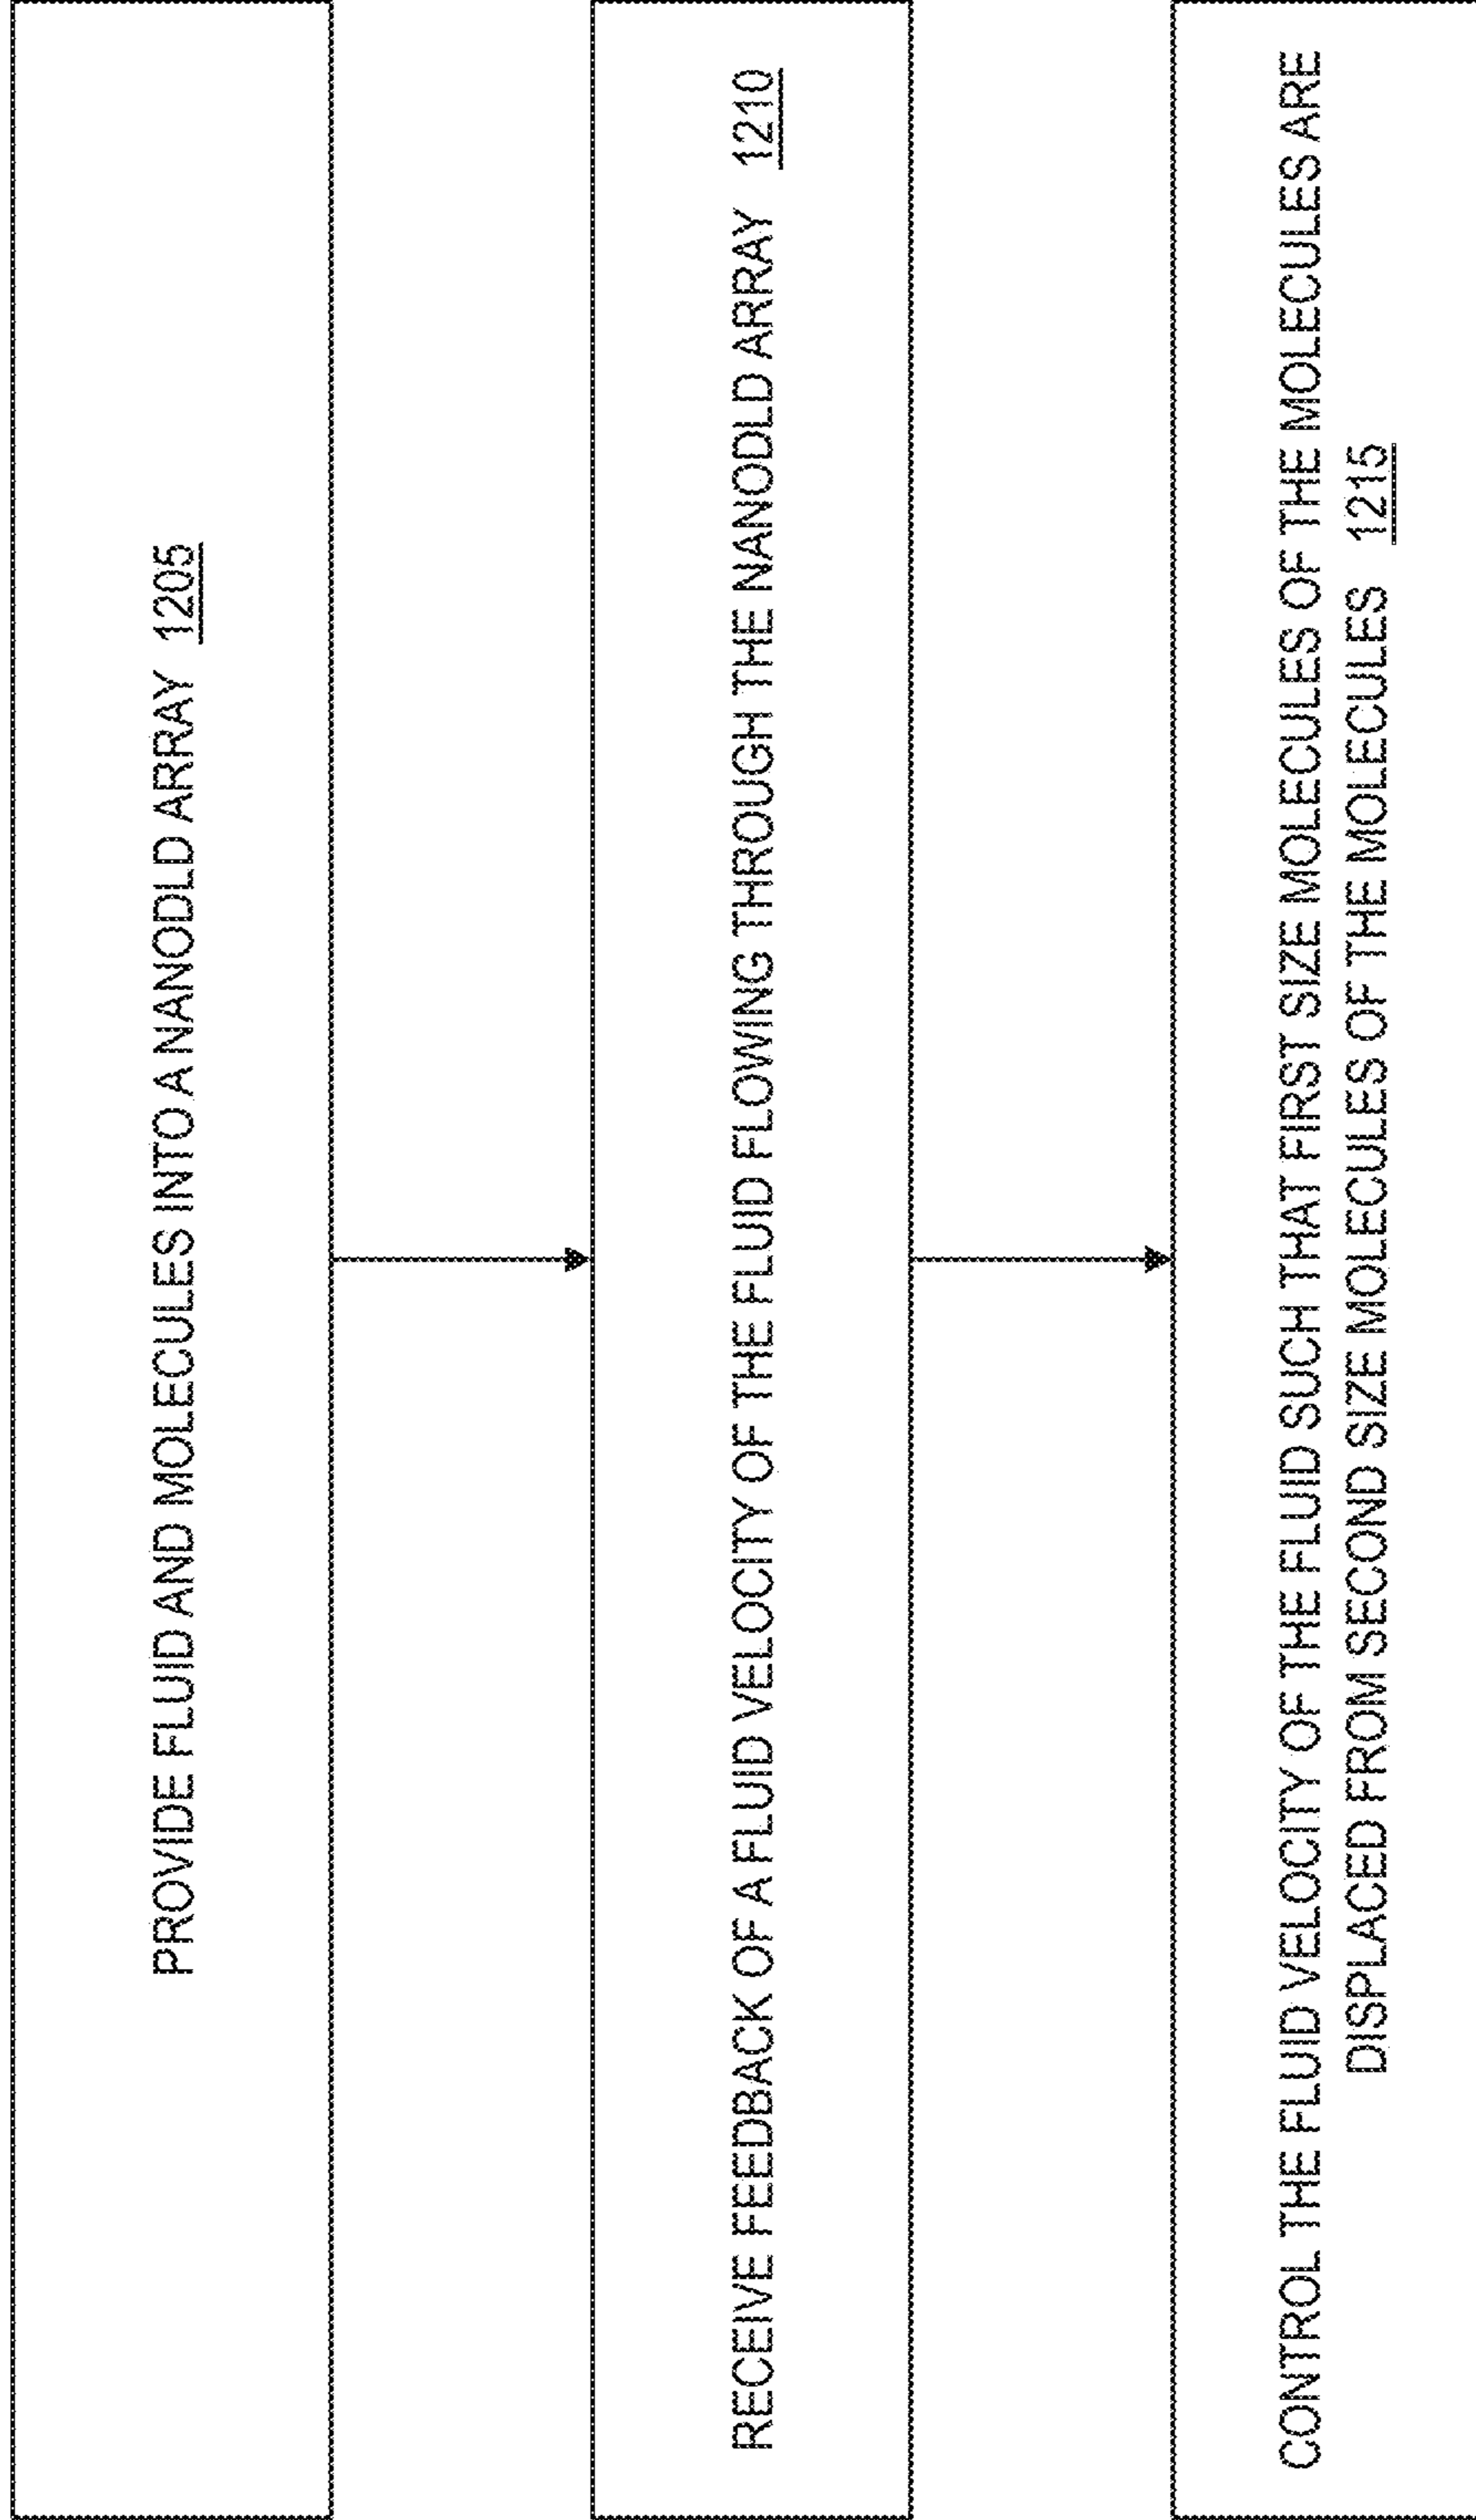 PROVIDE FLUID AND MOLECULES INTO A NANODLD ARRAY 1205
RECEIVE FEEDBACK OF A FLUID VELOCITY OF THE FLUID FLOWING THROUGH THE NANODLD ARRAY 1210
CONTROL THE FLUID VELOCITY OF THE FLUID SUCH THAT FIRST SIZE MOLECULES OF THE MOLECULES ARE
DISPLACED FROM SECOND SIZE MOLECULES OF THE MOLECULES 1215